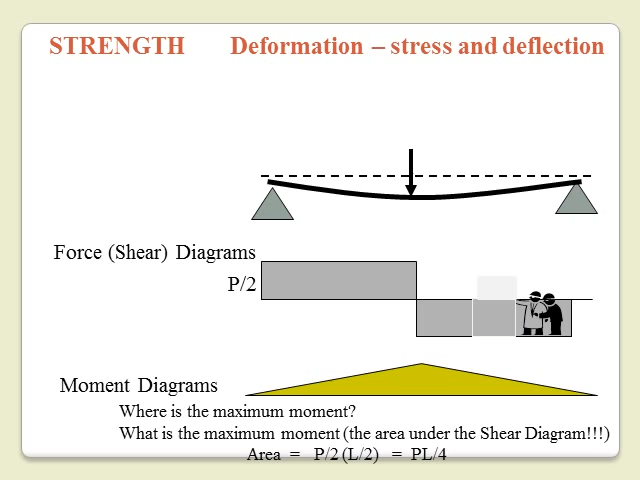 STRENGTH Deformation – stress and deflection
Force (Shear) Diagrams
P/2
Moment Diagrams
Where is the maximum moment?
What is the maximum moment (the area under the Shear Diagram!!!)
Area = P/2 (L/2) = PL/4